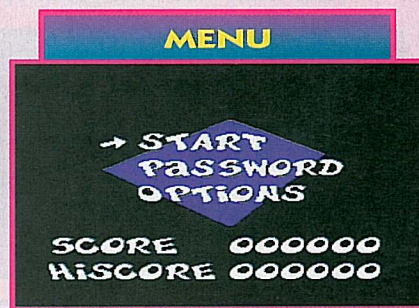 MENU
→ START
PaSSWORD
OPTiONS
SCORE 000000
HiSCORE 000000